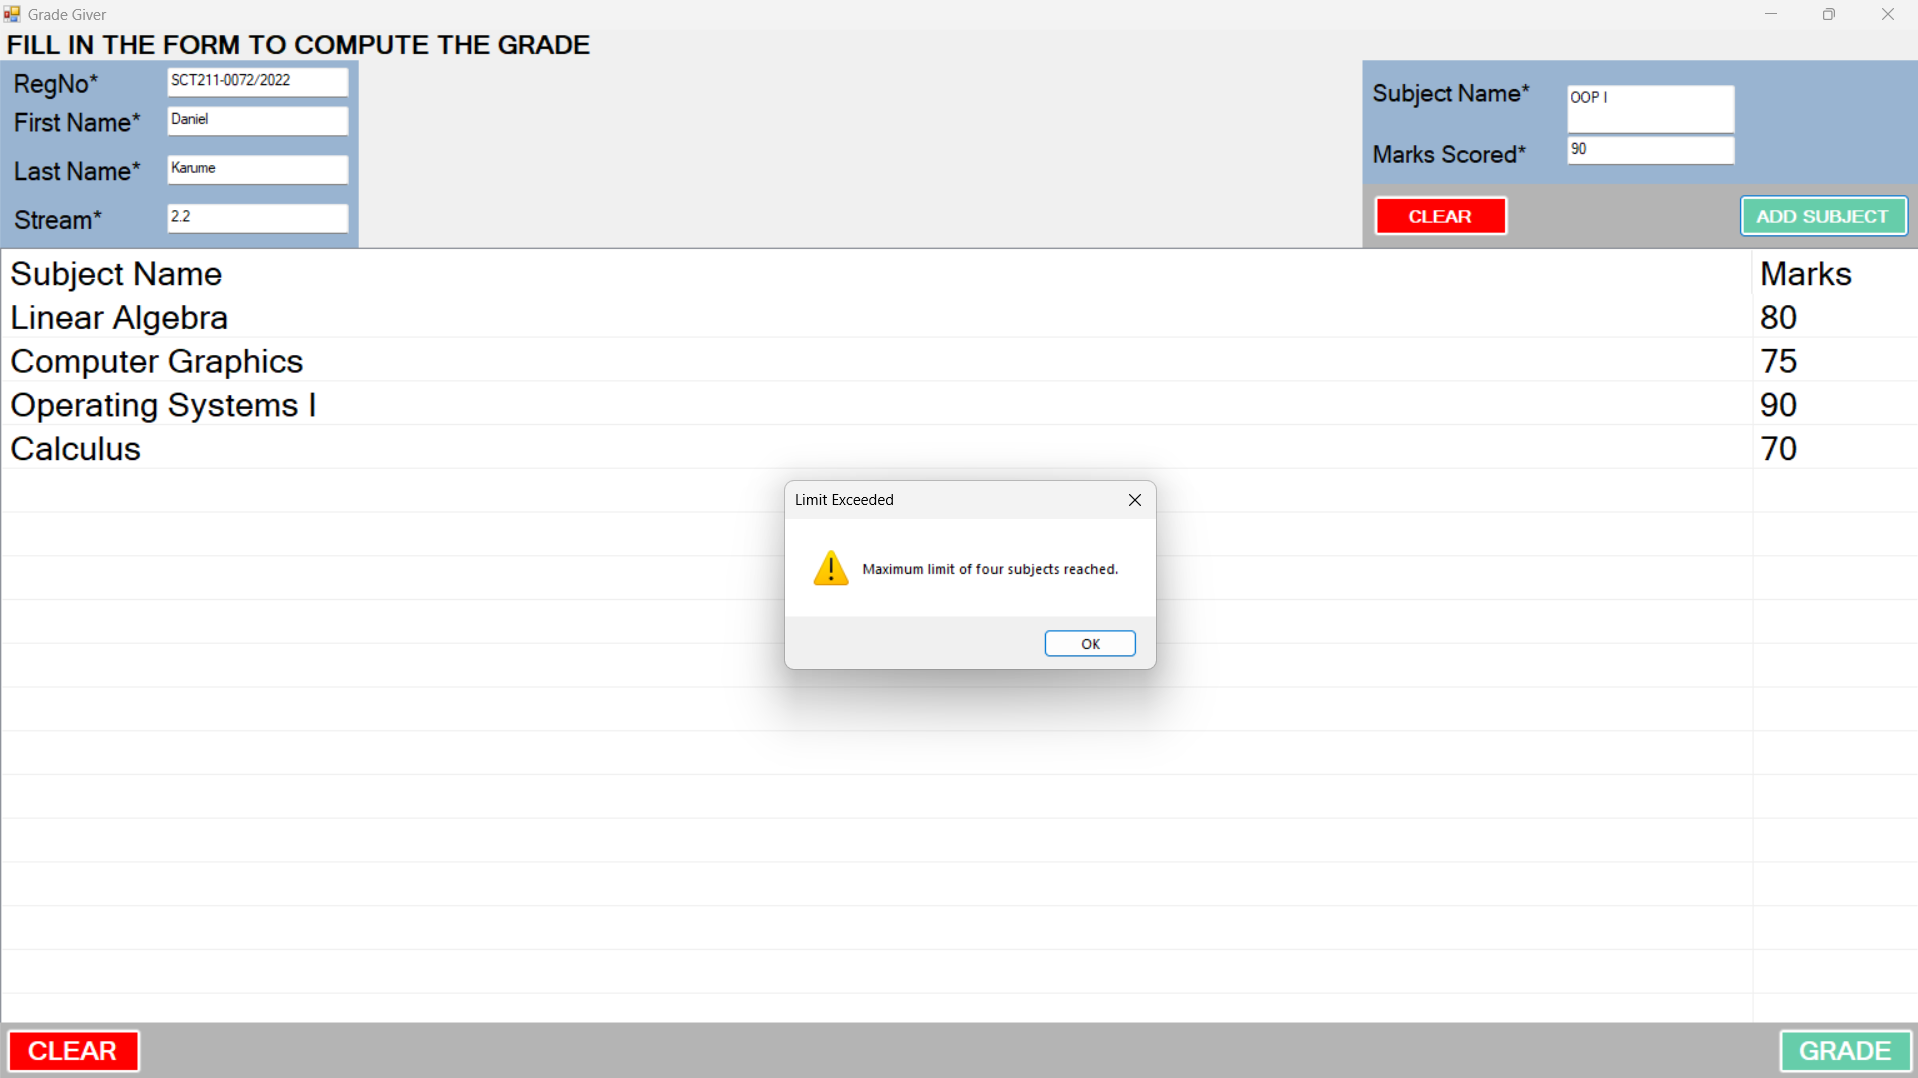 Grade Giver
FILL IN THE FORM TO COMPUTE THE GRADE
RegNo*
SCT211-0072/2022
First Name*
Daniel
Last Name*
Karume
Stream*
2.2
Subject Name*
OOP I
Marks Scored*
90
CLEAR
ADD SUBJECT
Subject Name Marks
Linear Algebra 80
Computer Graphics 75
Operating Systems I 90
Calculus 70
Limit Exceeded
Maximum limit of four subjects reached.
OK
CLEAR
GRADE